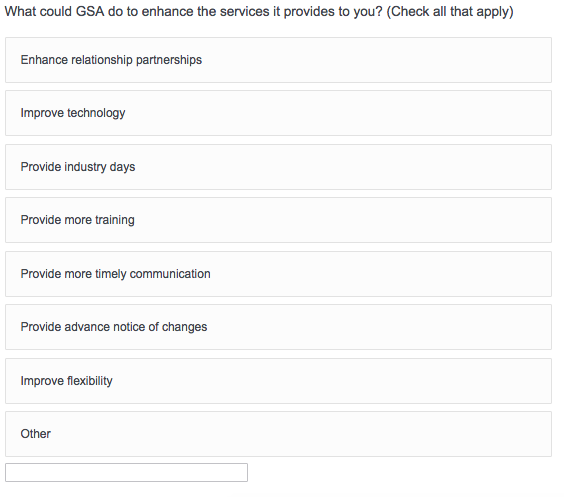 What could GSA do to enhance the services it provides to you? (Check all that apply)
Enhance relationship partnerships
Improve technology
Provide industry days
Provide more training
Provide more timely communication
Provide advance notice of changes
Improve flexibility
Other